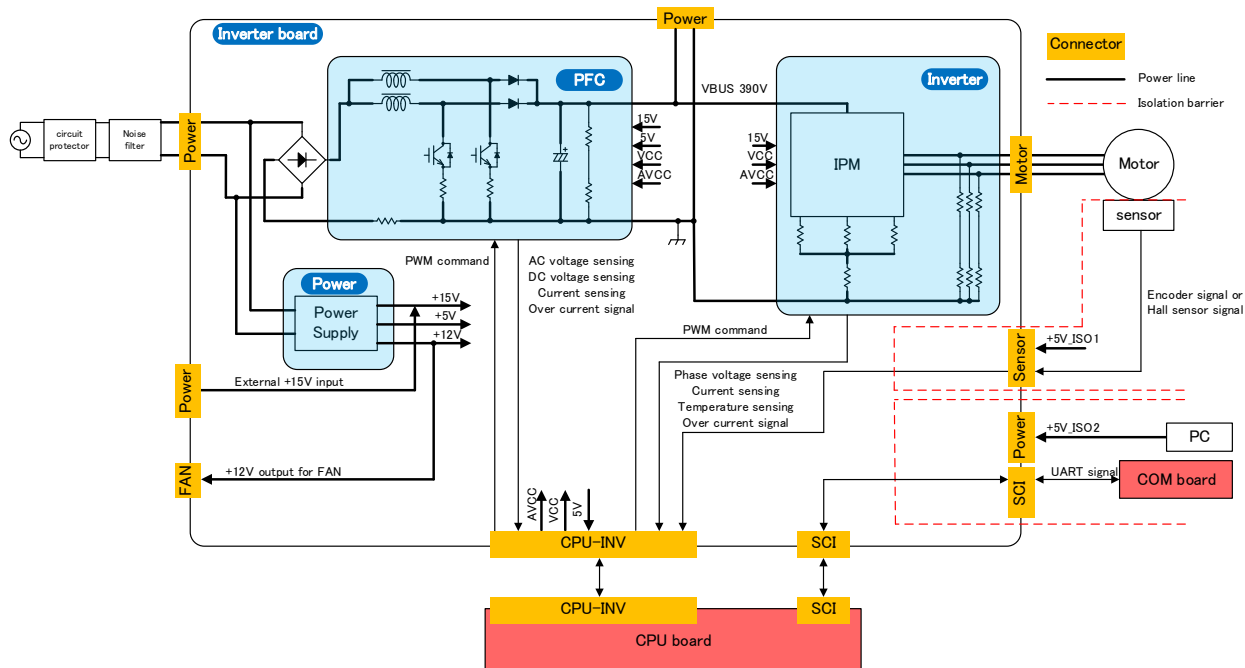 Power
Inverter board
Connector
PFC
Inverter
Power line
VBUS 390V
Isolation barrier
circuit
protector
Noise
filter
Power
15V
5V
VCC
AVCC
15V
VCC
AVCC
IPM
Motor
Motor
sensor
PWM command
AC voltage sensing
DC voltage sensing
Current sensing
Over current signal
Power
Power
Supply
+15V
+5V
+12V
Encoder signal or
Hall sensor signal
PWM command
+5V_ISO1
Sensor
Power
External +15V input
Phase voltage sensing
Current sensing
Temperature sensing
Over current signal
Power
+5V_ISO2
PC
FAN
+12V output for FAN
SCI
UART signal
COM board
AVCC
VCC
5V
CPU-INV
SCI
CPU-INV
SCI
CPU board